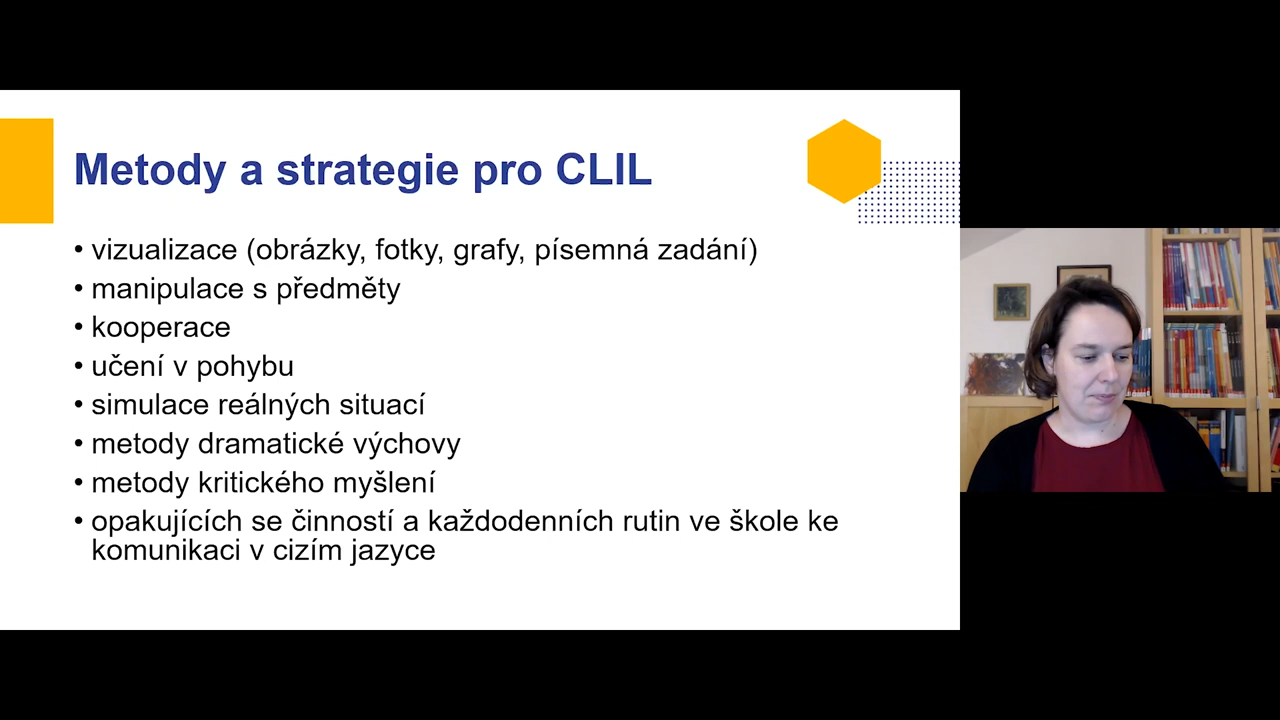 Metody a strategie pro CLIL
• vizualizace (obrázky, fotky, grafy, písemná zadání)
• manipulace s předměty
• kooperace
• učení v pohybu
• simulace reálných situací
• metody dramatické výchovy
• metody kritického myšlení
• opakujících se činností a každodenních rutin ve škole ke
komunikaci v cizím jazyce